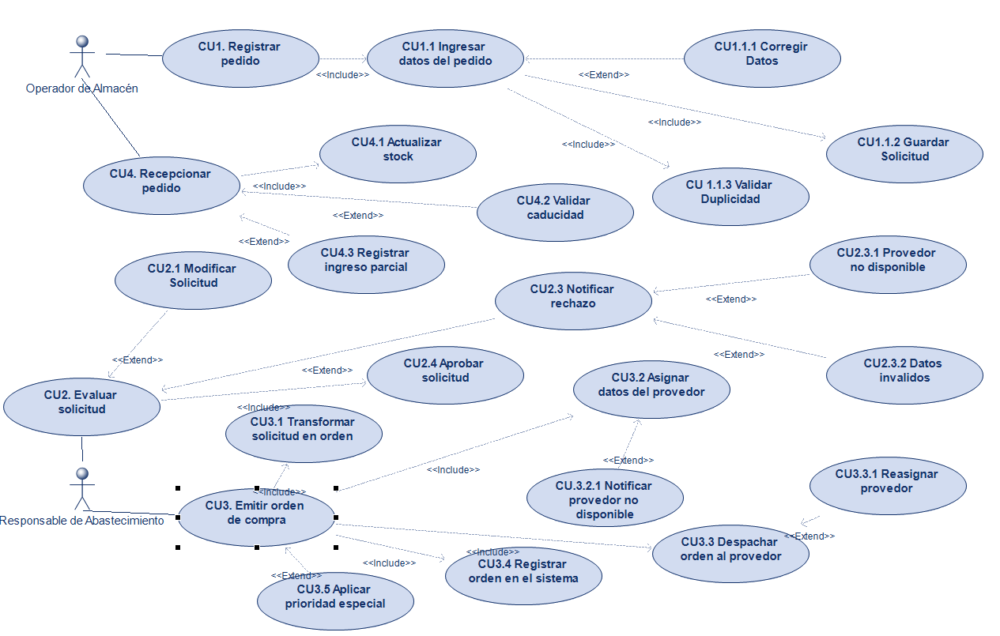 CU1. Registrar
pedido
CU1.1 Ingresar
datos del pedido
CU1.1.1 Corregir
Datos
<<Include>>
<<Extend>>
Operador de Almacén
<<Include>>
<<Include>>
CU4.1 Actualizar
stock
CU1.1.2 Guardar
Solicitud
CU4. Recepcionar
pedido
<<Include>>
CU 1.1.3 Validar
Duplicidad
CU4.2 Validar
caducidad
<<Extend>>
<<Extend>>
CU4.3 Registrar
ingreso parcial
CU2.3.1 Provedor
no disponible
CU2.1 Modificar
Solicitud
CU2.3 Notificar
rechazo
<<Extend>>
<<Extend>>
<<Extend>>
<<Extend>>
CU2.4 Aprobar
solicitud
CU2.3.2 Datos
invalidos
CU3.2 Asignar
datos del provedor
CU2. Evaluar
solicitud
<<Include>>
CU3.1 Transformar
solicitud en orden
<<Extend>>
<<Include>>
CU3.3.1 Reasignar
provedor
CU.3.2.1 Notificar
provedor no
disponible
<<Include>>
CU3. Emitir orden
de compra
Responsable de Abastecimiento
<<Extend>>
CU3.3 Despachar
orden al provedor
<<Include>>
<<Include>>
CU3.4 Registrar
orden en el sistema
<<Extend>>
CU3.5 Aplicar
prioridad especial